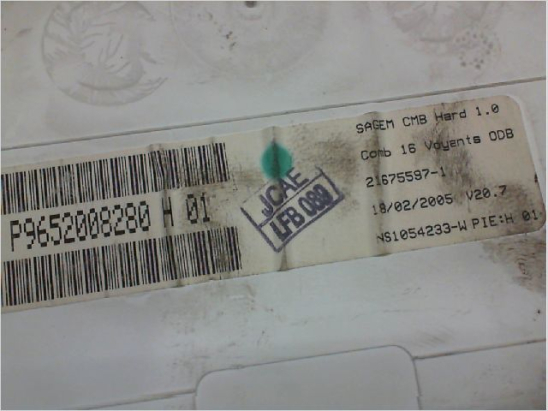 P9652008280 H 01
JCAE
LFB 089
SAGEM CMB Hard 1.0
Comb 16 Voyants ODB
21675597-1
18/02/2005 V20.7
NS1054233-W PIE:H 01